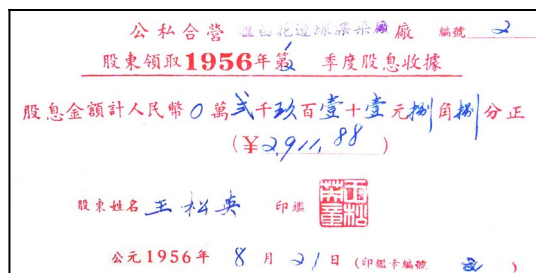 公私合營 廠 編號 2
股東領取1956年第 季度股息收據
股息金額計人民幣0萬貳千玖百壹十壹元捌角捌分正
(¥2,911.88)
股東姓名 王松英 印鑑
公元1956年 8 月 21 日 (印鑑卡編號 )